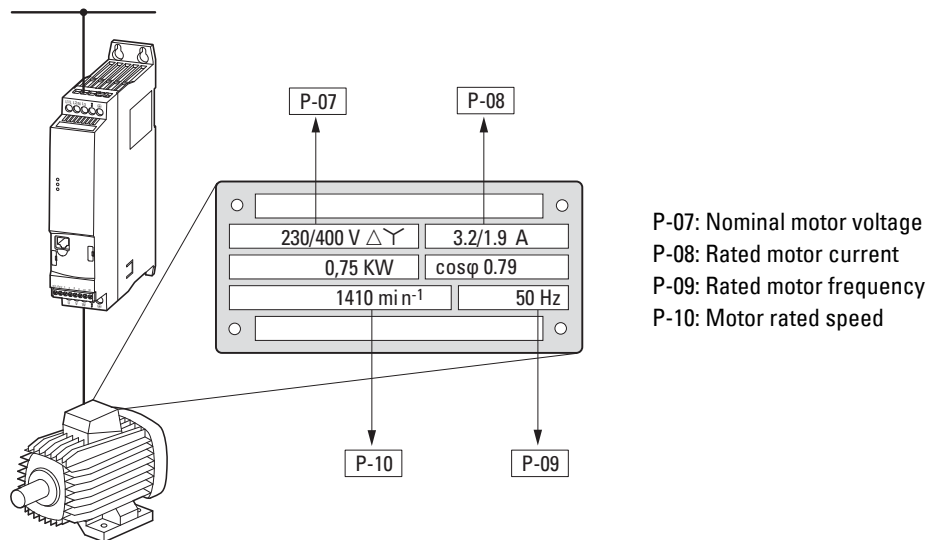 P-07
P-08
230/400 V △
3.2/1.9 A
0,75 KW
cosφ 0.79
1410 min-1
50 Hz
P-10
P-09
P-07: Nominal motor voltage
P-08: Rated motor current
P-09: Rated motor frequency
P-10: Motor rated speed